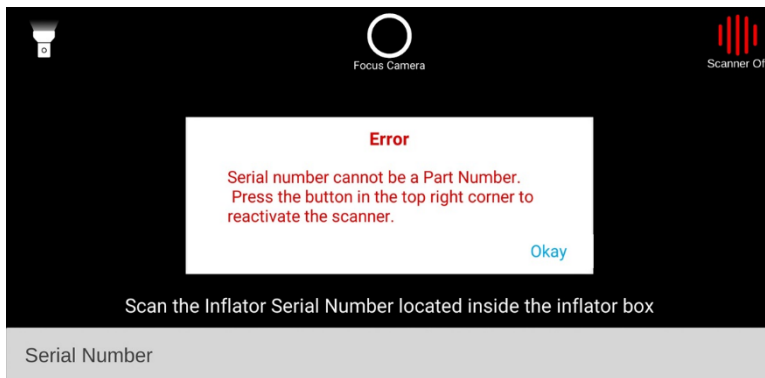 Focus Camera
Scanner Of
Error
Serial number cannot be a Part Number.
Press the button in the top right corner to
reactivate the scanner.
Okay
Scan the Inflator Serial Number located inside the inflator box
Serial Number